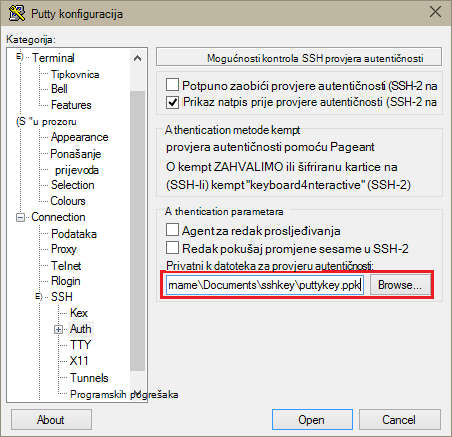 Putty konfiguracija
Kategorija:
Terminal
Tipkovnica
Bell
Features
(S "u prozoru
Appearance
Ponašanje
prijevoda
Selection
Colours
Connection
Podataka
Proxy
Telnet
Rlogin
SSH
Kex
Auth
TTY
X11
Tunnels
Programskih pogrešaka
Mogućnosti kontrola SSH provjera autentičnosti
Potpuno zaobići provjere autentičnosti (SSH-2 na
Prikaz natpis prije provjere autentičnosti (SSH-2 na
Athentication metode kempt
provjera autentičnosti pomoću Pageant
O kempt ZAHVALIMO ili šifriranu kartice na
(SSH-li) kempt "keyboard4nteractive" (SSH-2)
A thentication parametara
Agent za redak prosljeđivanja
Redak pokušaj promjene sesame u SSH-2
Privatni k datoteka za provjeru autentičnosti:
mame\Documents\sshkey\puttykey.ppk
Browse...
About
Open
Cancel